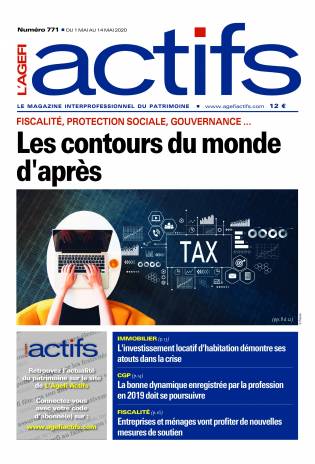 Numéro 771 • DU 1 MAI AU 14 MAI 2020
L'AGEFI
actifs
LE MAGAZINE INTERPROFESSIONNEL DU PATRIMOINE • www.agefiactifs.com 12 €
FISCALITÉ, PROTECTION SOCIALE, GOUVERNANCE ...
Les contours du monde
d'après
TAX
actifs
Retrouvez l'actualité
du patrimoine sur le site
de L'Agefi Actifs
Connectez-vous
avec votre code
d'abonné(e) sur :
www.agefiactifs.com
IMMOBILIER (p.13)
L'investissement locatif d'habitation démontre ses
atouts dans la crise
CGP (p.14)
La bonne dynamique enregistrée par la profession
en 2019 doit se poursuivre
FISCALITÉ (p.16)
Entreprises et ménages vont profiter de nouvelles
mesures de soutien